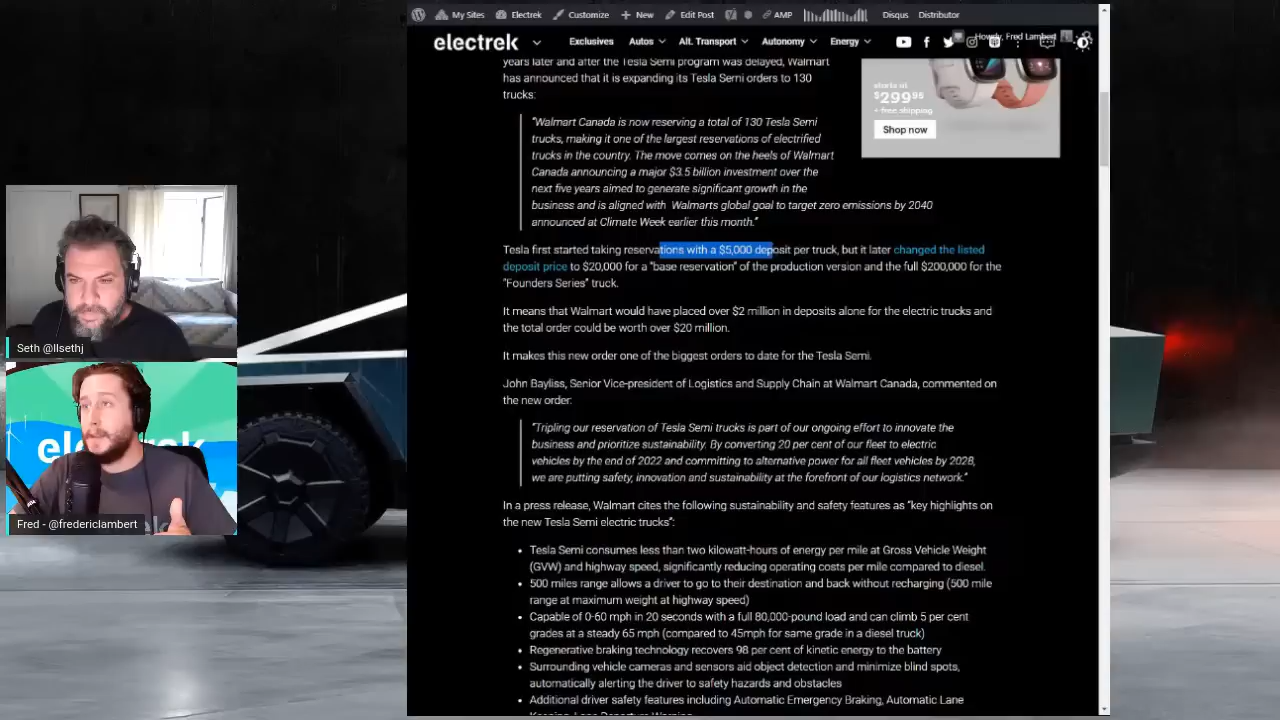 My Sites
Electrek
Customize
New
Edit Post
AMP
Disqus
Distributor
electrek
Exclusives
Autos
Alt. Transport
Autonomy
Energy
Howdy, Fred Lambert
years later and after the Tesla Semi program was delayed, Walmart
has announced that it is expanding its Tesla Semi orders to 130
trucks:
starts at
$299.95
+ free shipping
Shop now
"Walmart Canada is now reserving a total of 130 Tesla Semi
trucks, making it one of the largest reservations of electrified
trucks in the country. The move comes on the heels of Walmart
Canada announcing a major $3.5 billion investment over the
next five years aimed to generate significant growth in the
business and is aligned with Walmarts global goal to target zero emissions by 2040
announced at Climate Week earlier this month."
Tesla first started taking reservations with a $5,000 deposit per truck, but it later changed the listed
deposit price to $20,000 for a "base reservation" of the production version and the full $200,000 for the
"Founders Series" truck.
It means that Walmart would have placed over $2 million in deposits alone for the electric trucks and
the total order could be worth over $20 million.
It makes this new order one of the biggest orders to date for the Tesla Semi.
John Bayliss, Senior Vice-president of Logistics and Supply Chain at Walmart Canada, commented on
the new order:
"Tripling our reservation of Tesla Semi trucks is part of our ongoing effort to innovate the
business and prioritize sustainability. By converting 20 per cent of our fleet to electric
vehicles by the end of 2022 and committing to alternative power for all fleet vehicles by 2028,
we are putting safety, innovation and sustainability at the forefront of our logistics network."
In a press release, Walmart cites the following sustainability and safety features as "key highlights on
the new Tesla Semi electric trucks":
• Tesla Semi consumes less than two kilowatt-hours of energy per mile at Gross Vehicle Weight
(GVW) and highway speed, significantly reducing operating costs per mile compared to diesel.
• 500 miles range allows a driver to go to their destination and back without recharging (500 mile
range at maximum weight at highway speed)
• Capable of 0-60 mph in 20 seconds with a full 80,000-pound load and can climb 5 per cent
grades at a steady 65 mph (compared to 45mph for same grade in a diesel truck)
• Regenerative braking technology recovers 98 per cent of kinetic energy to the battery
• Surrounding vehicle cameras and sensors aid object detection and minimize blind spots,
automatically alerting the driver to safety hazards and obstacles
• Additional driver safety features including Automatic Emergency Braking, Automatic Lane
Keeping, Lane Departure Warning
Seth @llsethj
Fred - @fredericlambert